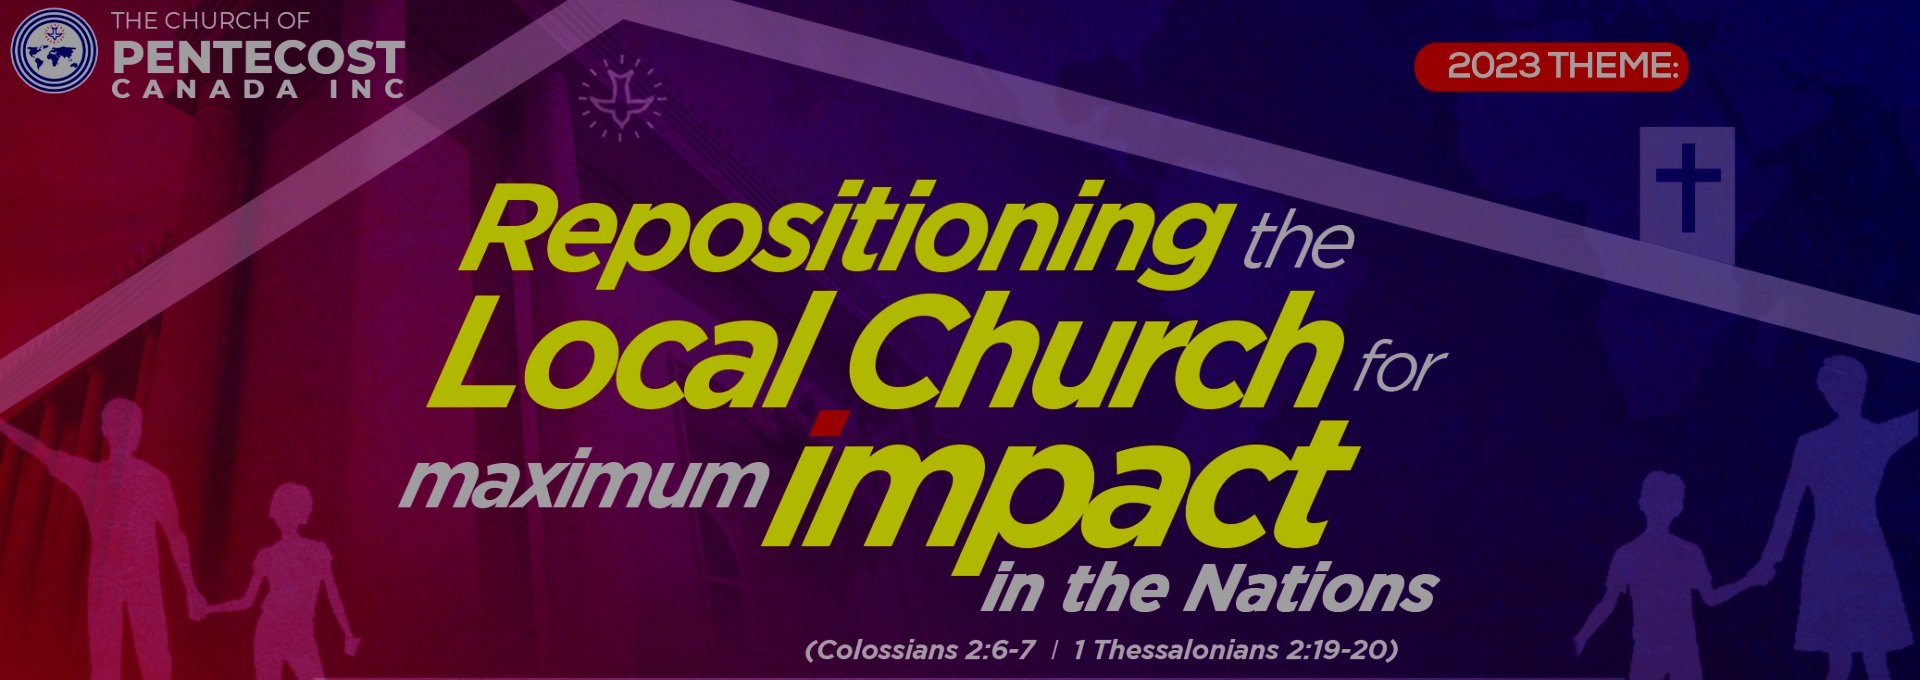 THE CHURCH OF
PENTECOST
CANADA INC
2023 THEME:
Repositioning the
Local Church for
maximum impact
in the Nations
(Colossians 2:6-7 | 1 Thessalonians 2:19-20)